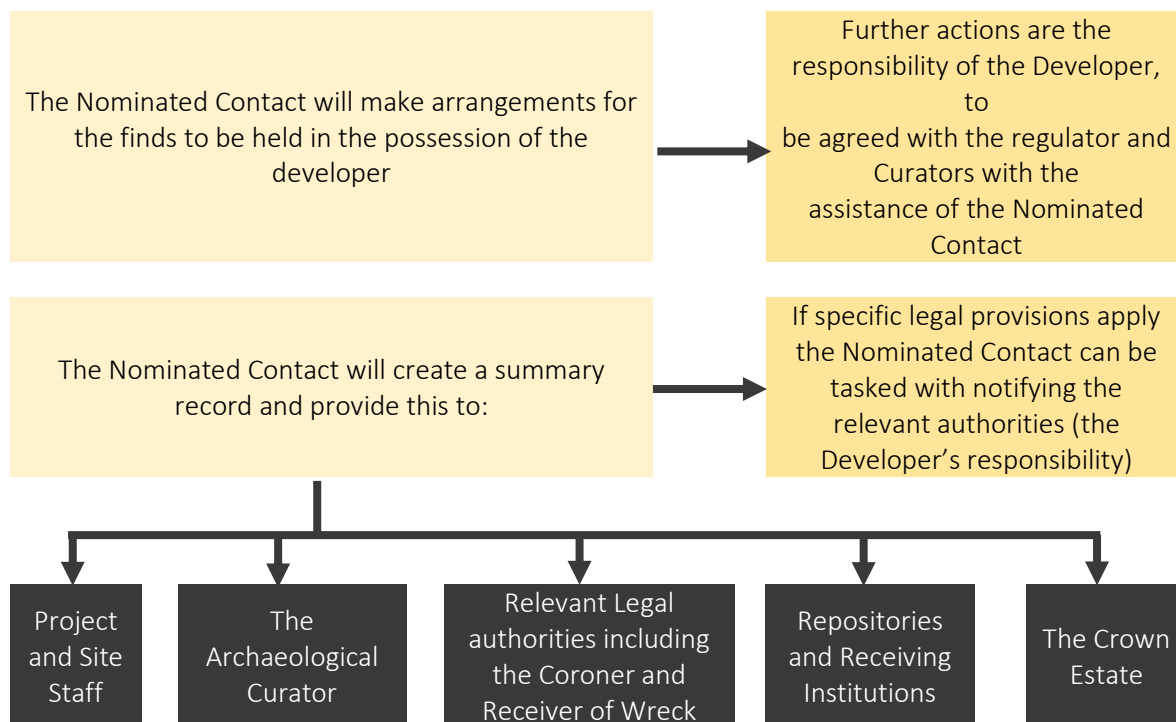 The Nominated Contact will make arrangements for
the finds to be held in the possession of the
developer
Further actions are the
responsibility of the Developer,
to
be agreed with the regulator and
Curators with the
assistance of the Nominated
Contact
The Nominated Contact will create a summary
record and provide this to:
If specific legal provisions apply
the Nominated Contact can be
tasked with notifying the
relevant authorities (the
Developer’s responsibility)
Project
and Site
Staff
The
Archaeological
Curator
Relevant Legal
authorities including
the Coroner and
Receiver of Wreck
Repositories
and Receiving
Institutions
The Crown
Estate